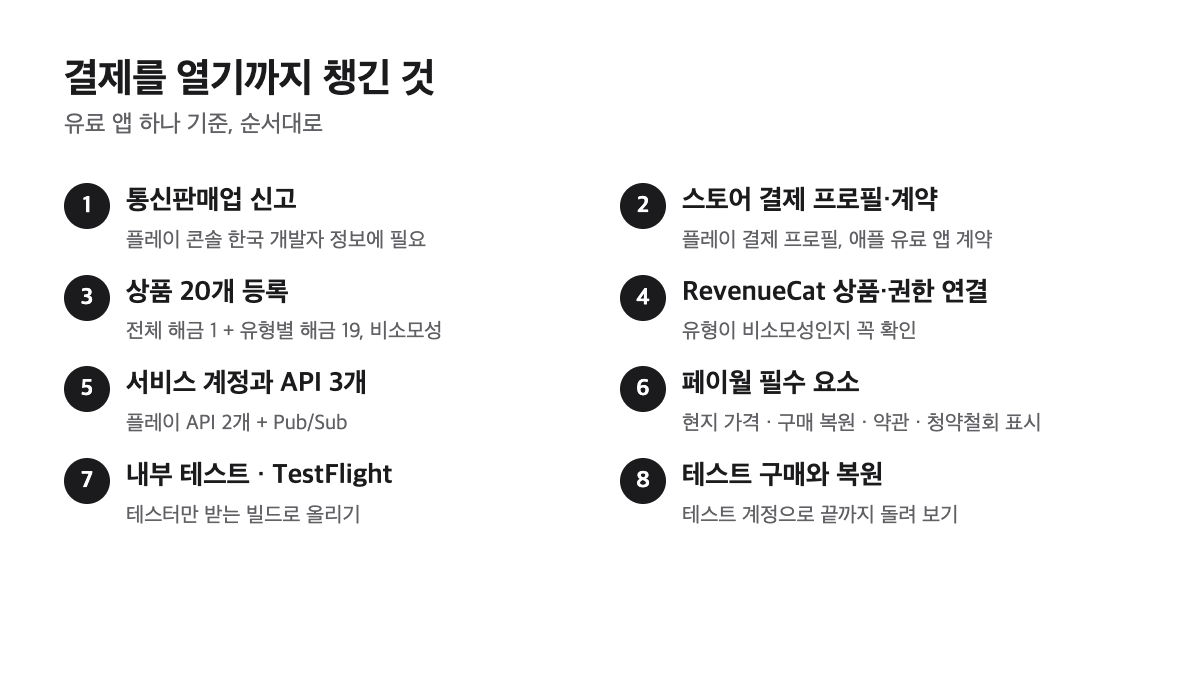 결제를 열기까지 챙긴 것
유료 앱 하나 기준, 순서대로
1
통신판매업 신고
플레이 콘솔 한국 개발자 정보에 필요
2
스토어 결제 프로필·계약
플레이 결제 프로필, 애플 유료 앱 계약
3
상품 20개 등록
전체 해금 1 + 유형별 해금 19, 비소모성
4
RevenueCat 상품·권한 연결
유형이 비소모성인지 꼭 확인
5
서비스 계정과 API 3개
플레이 API 2개 + Pub/Sub
6
페이월 필수 요소
현지 가격 · 구매 복원 · 약관 · 청약철회 표시
7
내부 테스트 · TestFlight
테스터만 받는 빌드로 올리기
8
테스트 구매와 복원
테스트 계정으로 끝까지 돌려 보기